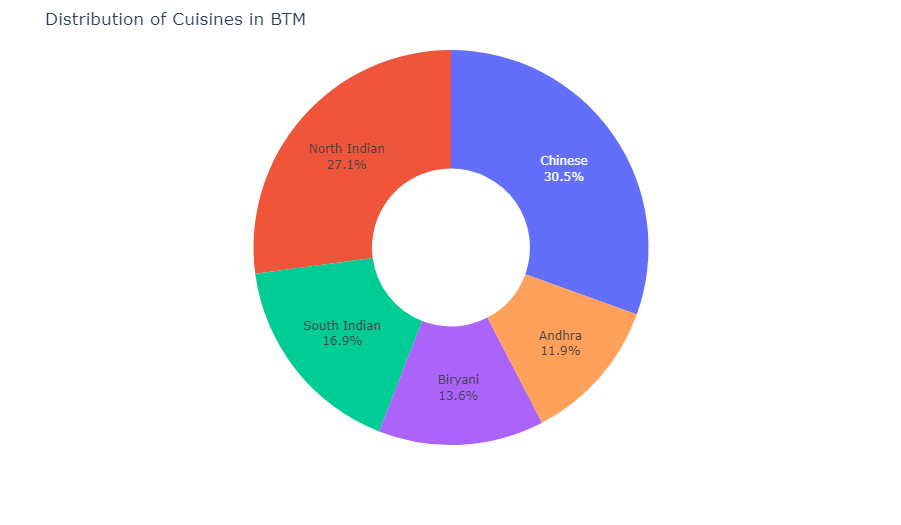 Distribution of Cuisines in BTM
North Indian
27.1%
Chinese
30.5%
South Indian
16.9%
Andhra
11.9%
Biryani
13.6%